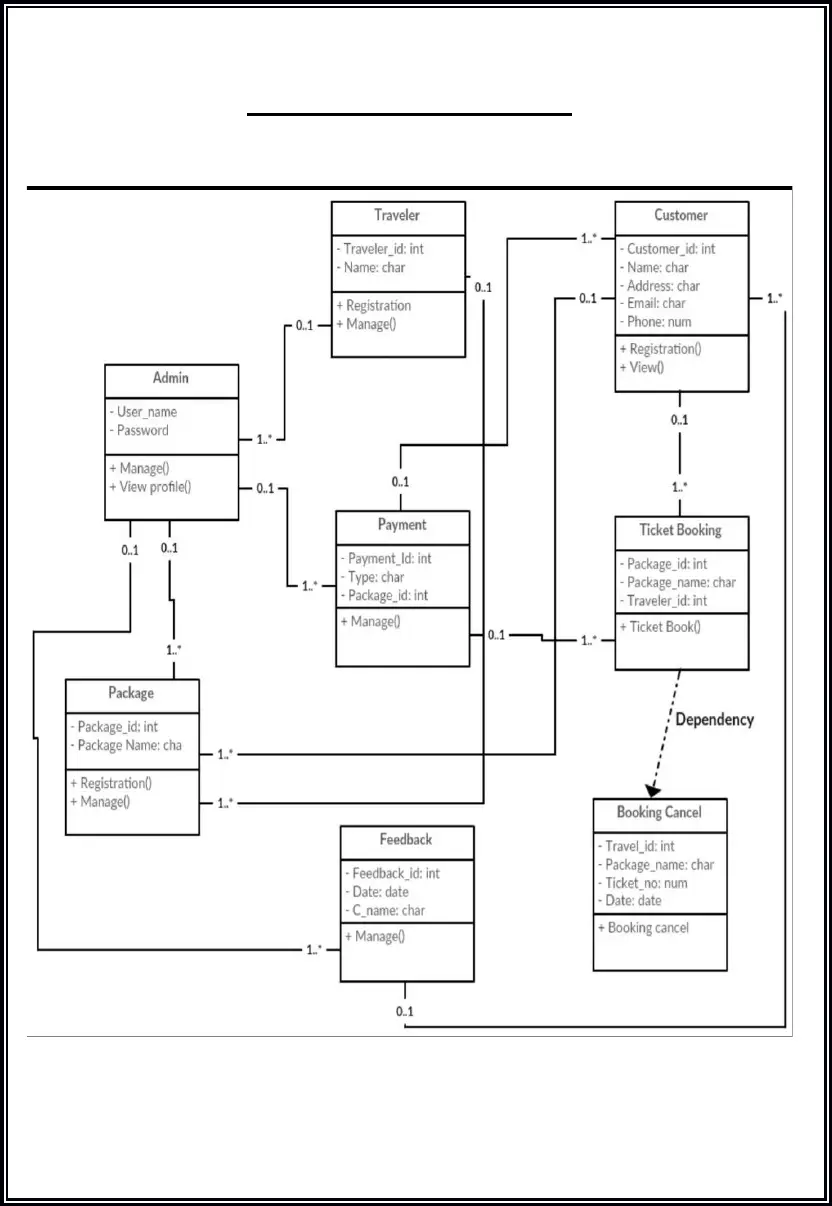 Traveler
- Traveler_id: int
- Name: char
+ Registration
+ Manage()
Customer
- Customer_id: int
- Name: char
- Address: char
- Email: char
- Phone: num
+ Registration()
+ View()
1..*
0..1
0..1
1..*
0..1
Admin
- User_name
- Password
+ Manage()
+ View profile()
1..*
0..1
0..1
0..1
0..1
0..1
1..*
Payment
- Payment_Id: int
- Type: char
- Package_id: int
+ Manage()
1..*
0..1
1..*
Ticket Booking
- Package_id: int
- Package_name: char
- Traveler_id: int
+ Ticket Book()
1..*
Package
- Package_id: int
- Package Name: cha
+ Registration()
+ Manage()
1..*
1..*
Dependency
Booking Cancel
- Travel_id: int
- Package_name: char
- Ticket_no: num
- Date: date
+ Booking cancel
Feedback
- Feedback_id: int
- Date: date
- C_name: char
+ Manage()
1..*
0..1